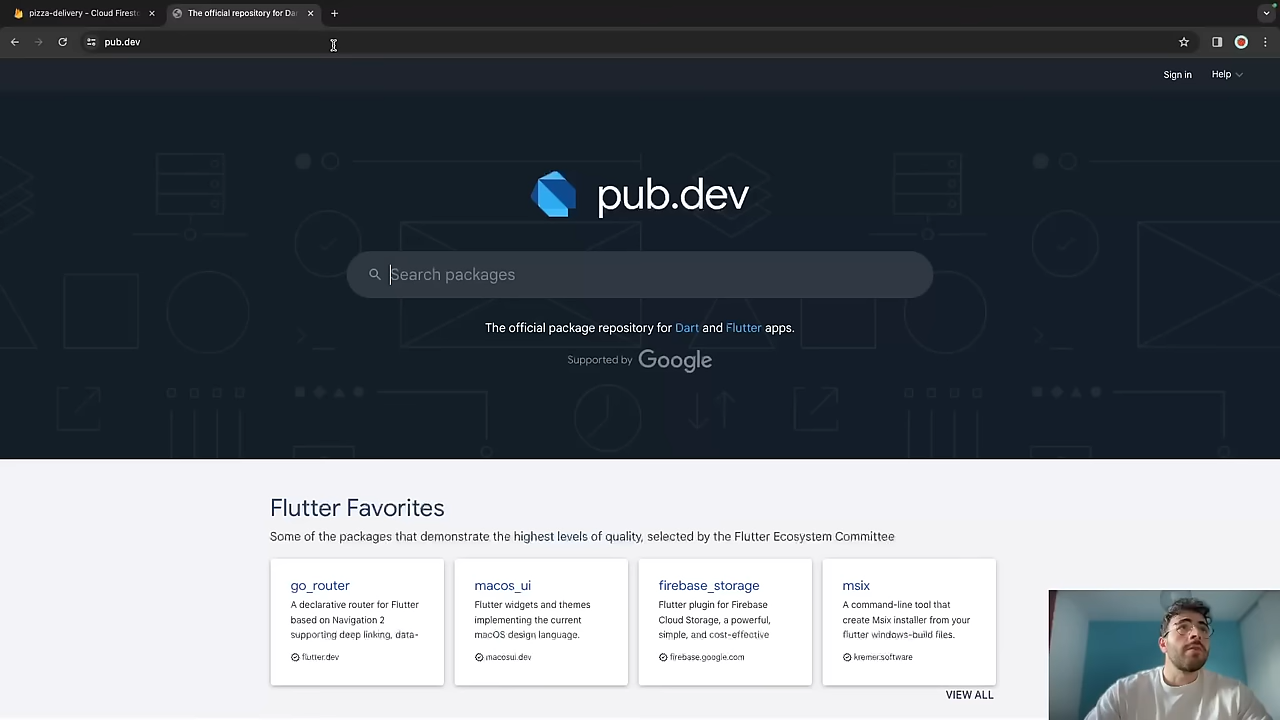 pizza-delivery – Cloud Firest
The official repository for Da
pub.dev
Sign in
Help
pub.dev
Search packages
The official package repository for Dart and Flutter apps.
Supported by Google
Flutter Favorites
Some of the packages that demonstrate the highest levels of quality, selected by the Flutter Ecosystem Committee
go_router
A declarative router for Flutter
based on Navigation 2
supporting deep linking, data-
flutter.dev
macos_ui
Flutter widgets and themes
implementing the current
macOS design language.
macosui.dev
firebase_storage
Flutter plugin for Firebase
Cloud Storage, a powerful,
simple, and cost-effective
firebase.google.com
msix
A command-line tool that
create Msix installer from your
flutter windows-build files.
kremer.software
VIEW ALL